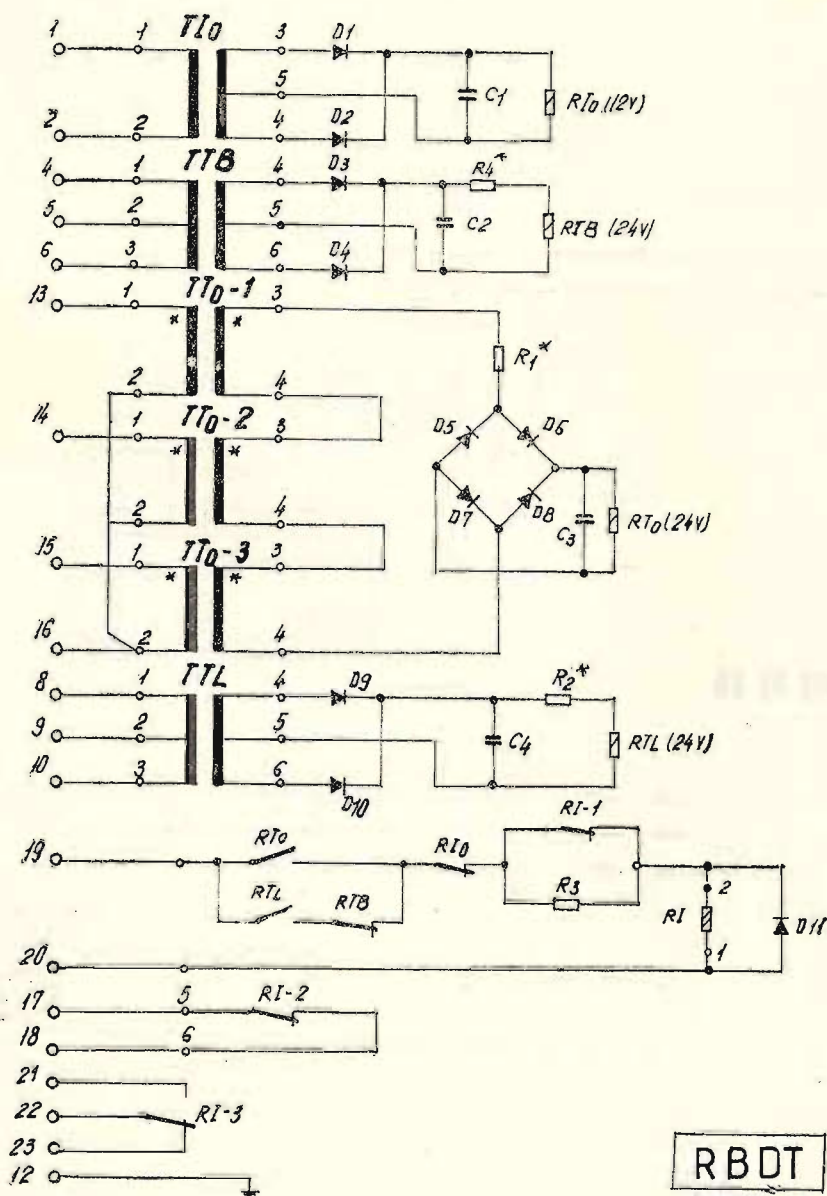 1 1 TI0 3 D1
5 C1 RI0 (12V)
2 2 4 D2
4 1 TTB 4 D3 R4*
5 2 5 C2 RTB (24V)
6 3 6 D4
13 1 TT0-1 3
* * R1*
2 4
14 1 TT0-2 3 D5 D6
* *
2 4 D7 D8 C3 RT0 (24V)
15 1 TT0-3 3
* *
16 2 4
8 1 TTL 4 D9 R2*
9 2 5 C4 RTL (24V)
10 3 6 D10
19 RT0 RI0 RI-1
RTL RTB R3 RI 2 D11
20 1
17 5 RI-2
18 6
21
22 RI-3
23
12
RBDT